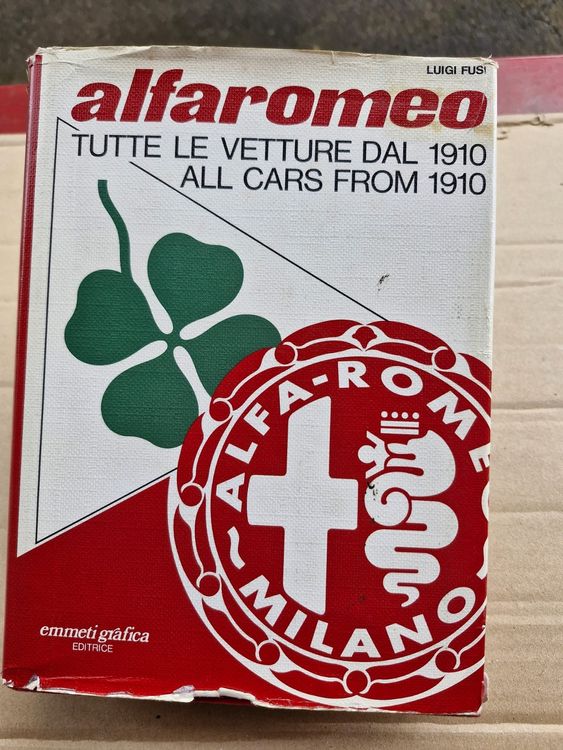 LUIGI FUSI
alfaromeo
TUTTE LE VETTURE DAL 1910
ALL CARS FROM 1910
ALFA-ROMEO
MILANO
emmeti grafica
EDITRICE